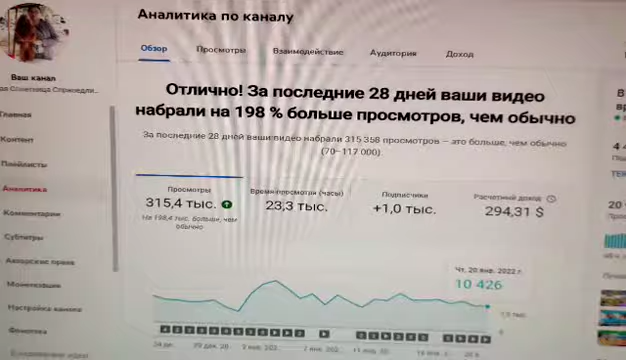 Аналитика по каналу
Обзор
Просмотры
Взаимодействие
Аудитория
Доход
Ваш канал
Главная
Контент
Плейлисты
Аналитика
Комментарии
Субтитры
Авторские права
Монетизация
Настройка канала
Фонотека
Отлично! За последние 28 дней ваши видео
набрали на 198 % больше просмотров, чем обычно
За последние 28 дней ваши видео набрали 315 358 просмотров – это больше, чем обычно
(70–117 000).
Просмотры
315,4 тыс.
На 198,4 тыс. больше, чем
обычно
Время просмотра (часы)
23,3 тыс.
Подписчики
+1,0 тыс.
Расчетный доход
294,31 $
Чт, 20 янв. 2022 г.
10 426